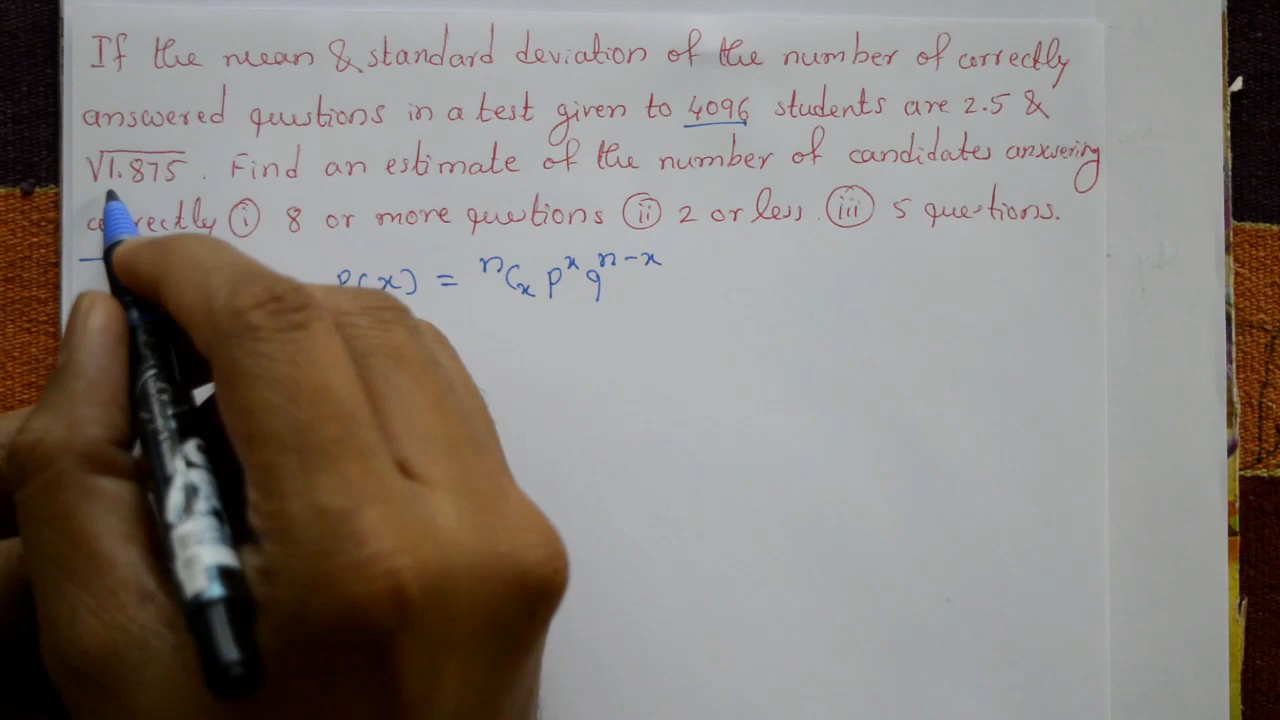 If the mean & standard deviation of the number of correctly
answered questions in a test given to 4096 students are 2.5 &
√1.875 . Find an estimate of the number of candidates answering
correctly (i) 8 or more questions (ii) 2 or less . (iii) 5 questions.
P(x) = ⁿCₓ pˣ qⁿ⁻ˣ